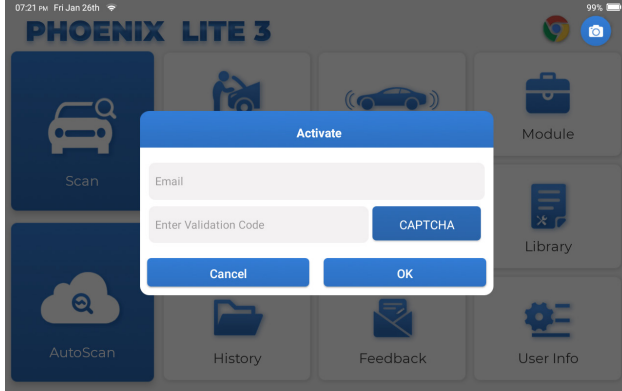 07:21 PM Fri Jan 26th 99%
PHOENIX LITE 3
Activate
Module
Email
Scan
Enter Validation Code CAPTCHA
Library
Cancel OK
AutoScan History Feedback User Info